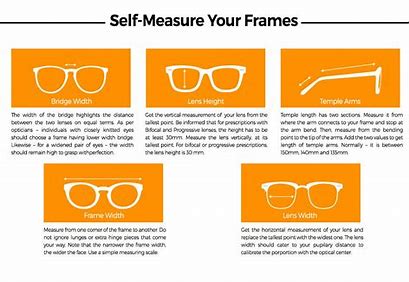 Self-Measure Your Frames
Bridge Width
The width of the bridge highlights the distance
between the two lenses on equal terms. As per
opticians – individuals with closely knitted eyes
should choose a frame having lower width bridge.
Likewise – for a widened pair of eyes – the width
should remain high to grasp withperfection.
Lens Height
Get the vertical measurement of your lens from the
tallest point. Be informed that for prescriptions with
Bifocal and Progressive lenses, the height has to be
at least 30mm. Measure the lens vertically, at its
tallest point. For bifocal or progressive prescriptions,
the lens height is 30 mm.
Temple Arms
Temple length has two sections. Measure it from
where the arm connects to your frame and stop at
the arm bend. Then, measure from the bending
point to the tip of the arm. Add the two values to get
length of temple arms. Normally – it is between
150mm, 140mm and 135mm.
Frame Width
Measure from one corner of the frame to another Do
not ignore lunges or extra hinge pieces that come
your way. Note that the narrower the frame width,
the wider the face. Use a simple measuring scale.
Lens Width
Get the horizontal measurement of your lens and
replace the tallest point with the widest one. The lens
width should cater to your pupilary distance to
calibrate the porportion with the optical center.